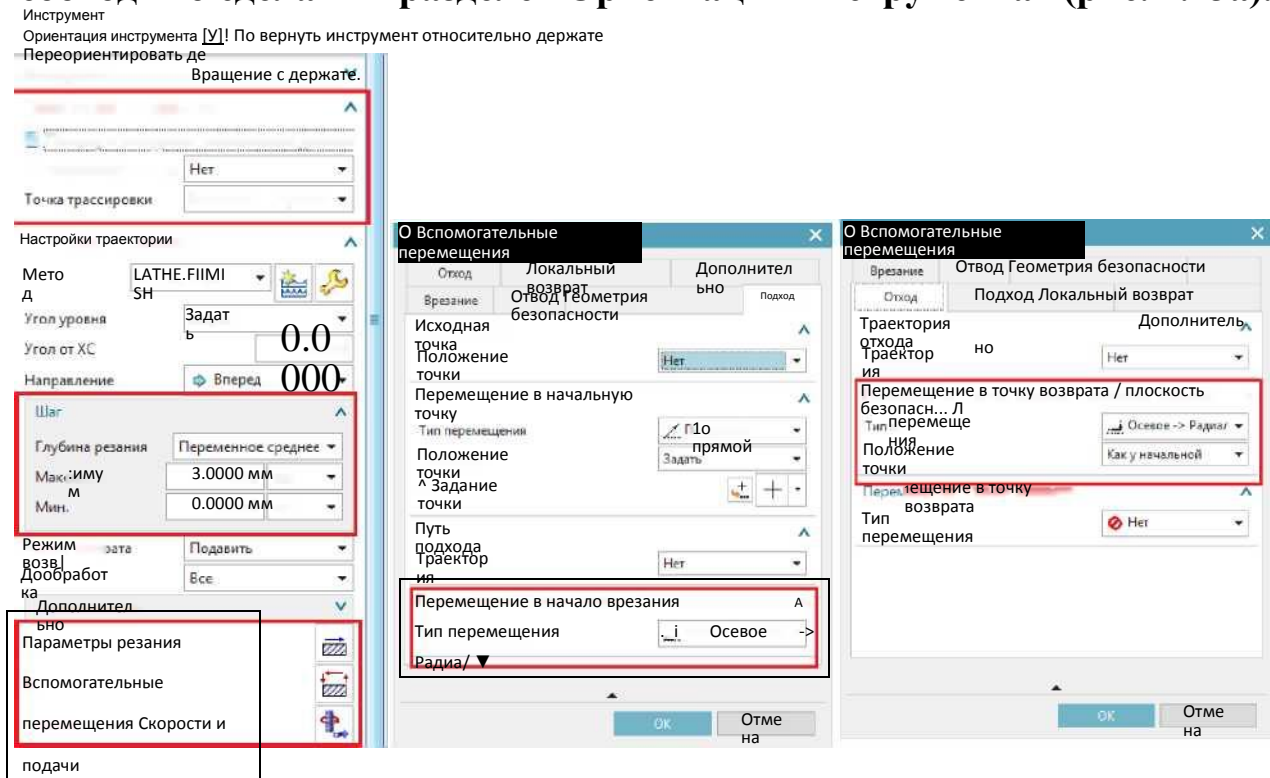 Инструмент
Ориентация инструмента [У]! По вернуть инструмент относительно держате
Переориентировать де
Вращение с держате.
Нет
Точка трассировки
Настройки траектории
Мето
д
LATHE.FIIMI
SH
Угол уровня
Задат
ь
Угол от XC
0.0
000
Направление
Вперед
Шаг
Глубина резания
Переменное среднее
Мак‹:иму
м
3.0000 мм
Мин.
0.0000 мм
Режим
возв|
рата
Подавить
Дообработ
ка
Все
Дополнител
ьно
Параметры резания
Вспомогательные
перемещения Скорости и
подачи
О Вспомогательные
перемещения
Отход
Локальный
возврат
Дополнител
ьно
Врезание
Отвод Геометрия
безопасности
Подход
Исходная
точка
Положение
точки
Нет
Перемещение в начальную
точку
Тип перемещения
Г1о
прямой
Положение
точки
Задать
^ Задание
точки
Путь
подхода
Траектор
ия
Нет
Перемещение в начало врезания
А
Тип перемещения
._i Осевое ->
Радиа/ ▼
OK
Отме
на
О Вспомогательные
перемещения
Врезание
Отвод Геометрия безопасности
Отход
Подход Локальный возврат
Дополнитель
но
Траектория
отхода
Траектор
ия
Нет
Перемещение в точку возврата / плоскость
безопасн... Л
Тип перемеще
ния
Осевое -> Радиал
Положение
точки
Как у начальной
Перемещение в точку
возврата
Тип
перемещения
Нет
OK
Отме
на